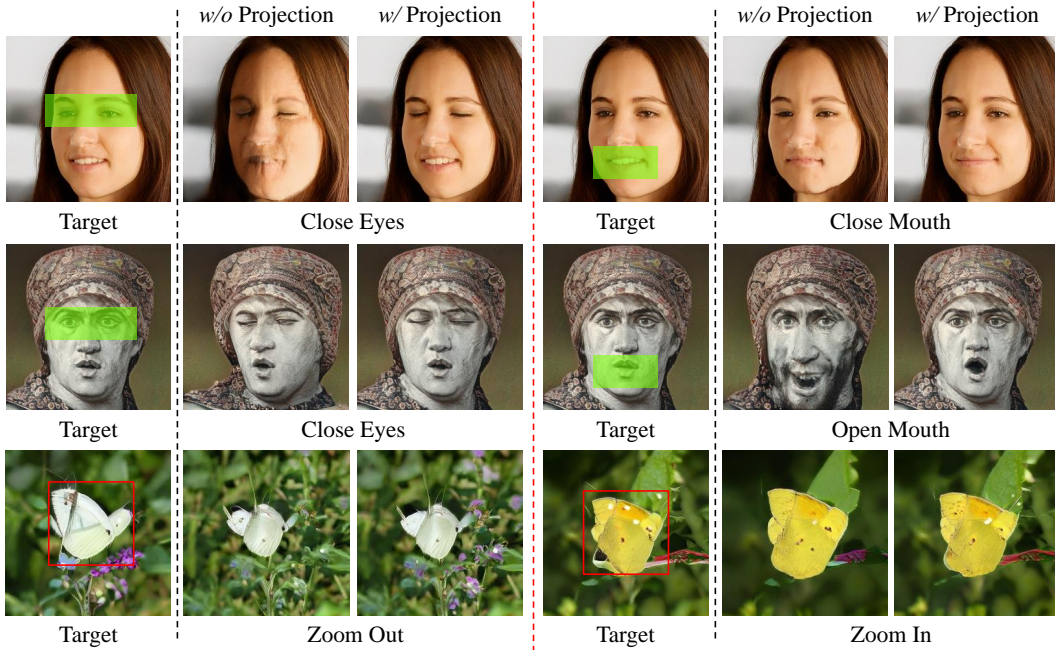 w/o Projection w/ Projection w/o Projection w/ Projection
Target Close Eyes Target Close Mouth
Target Close Eyes Target Open Mouth
Target Zoom Out Target Zoom In